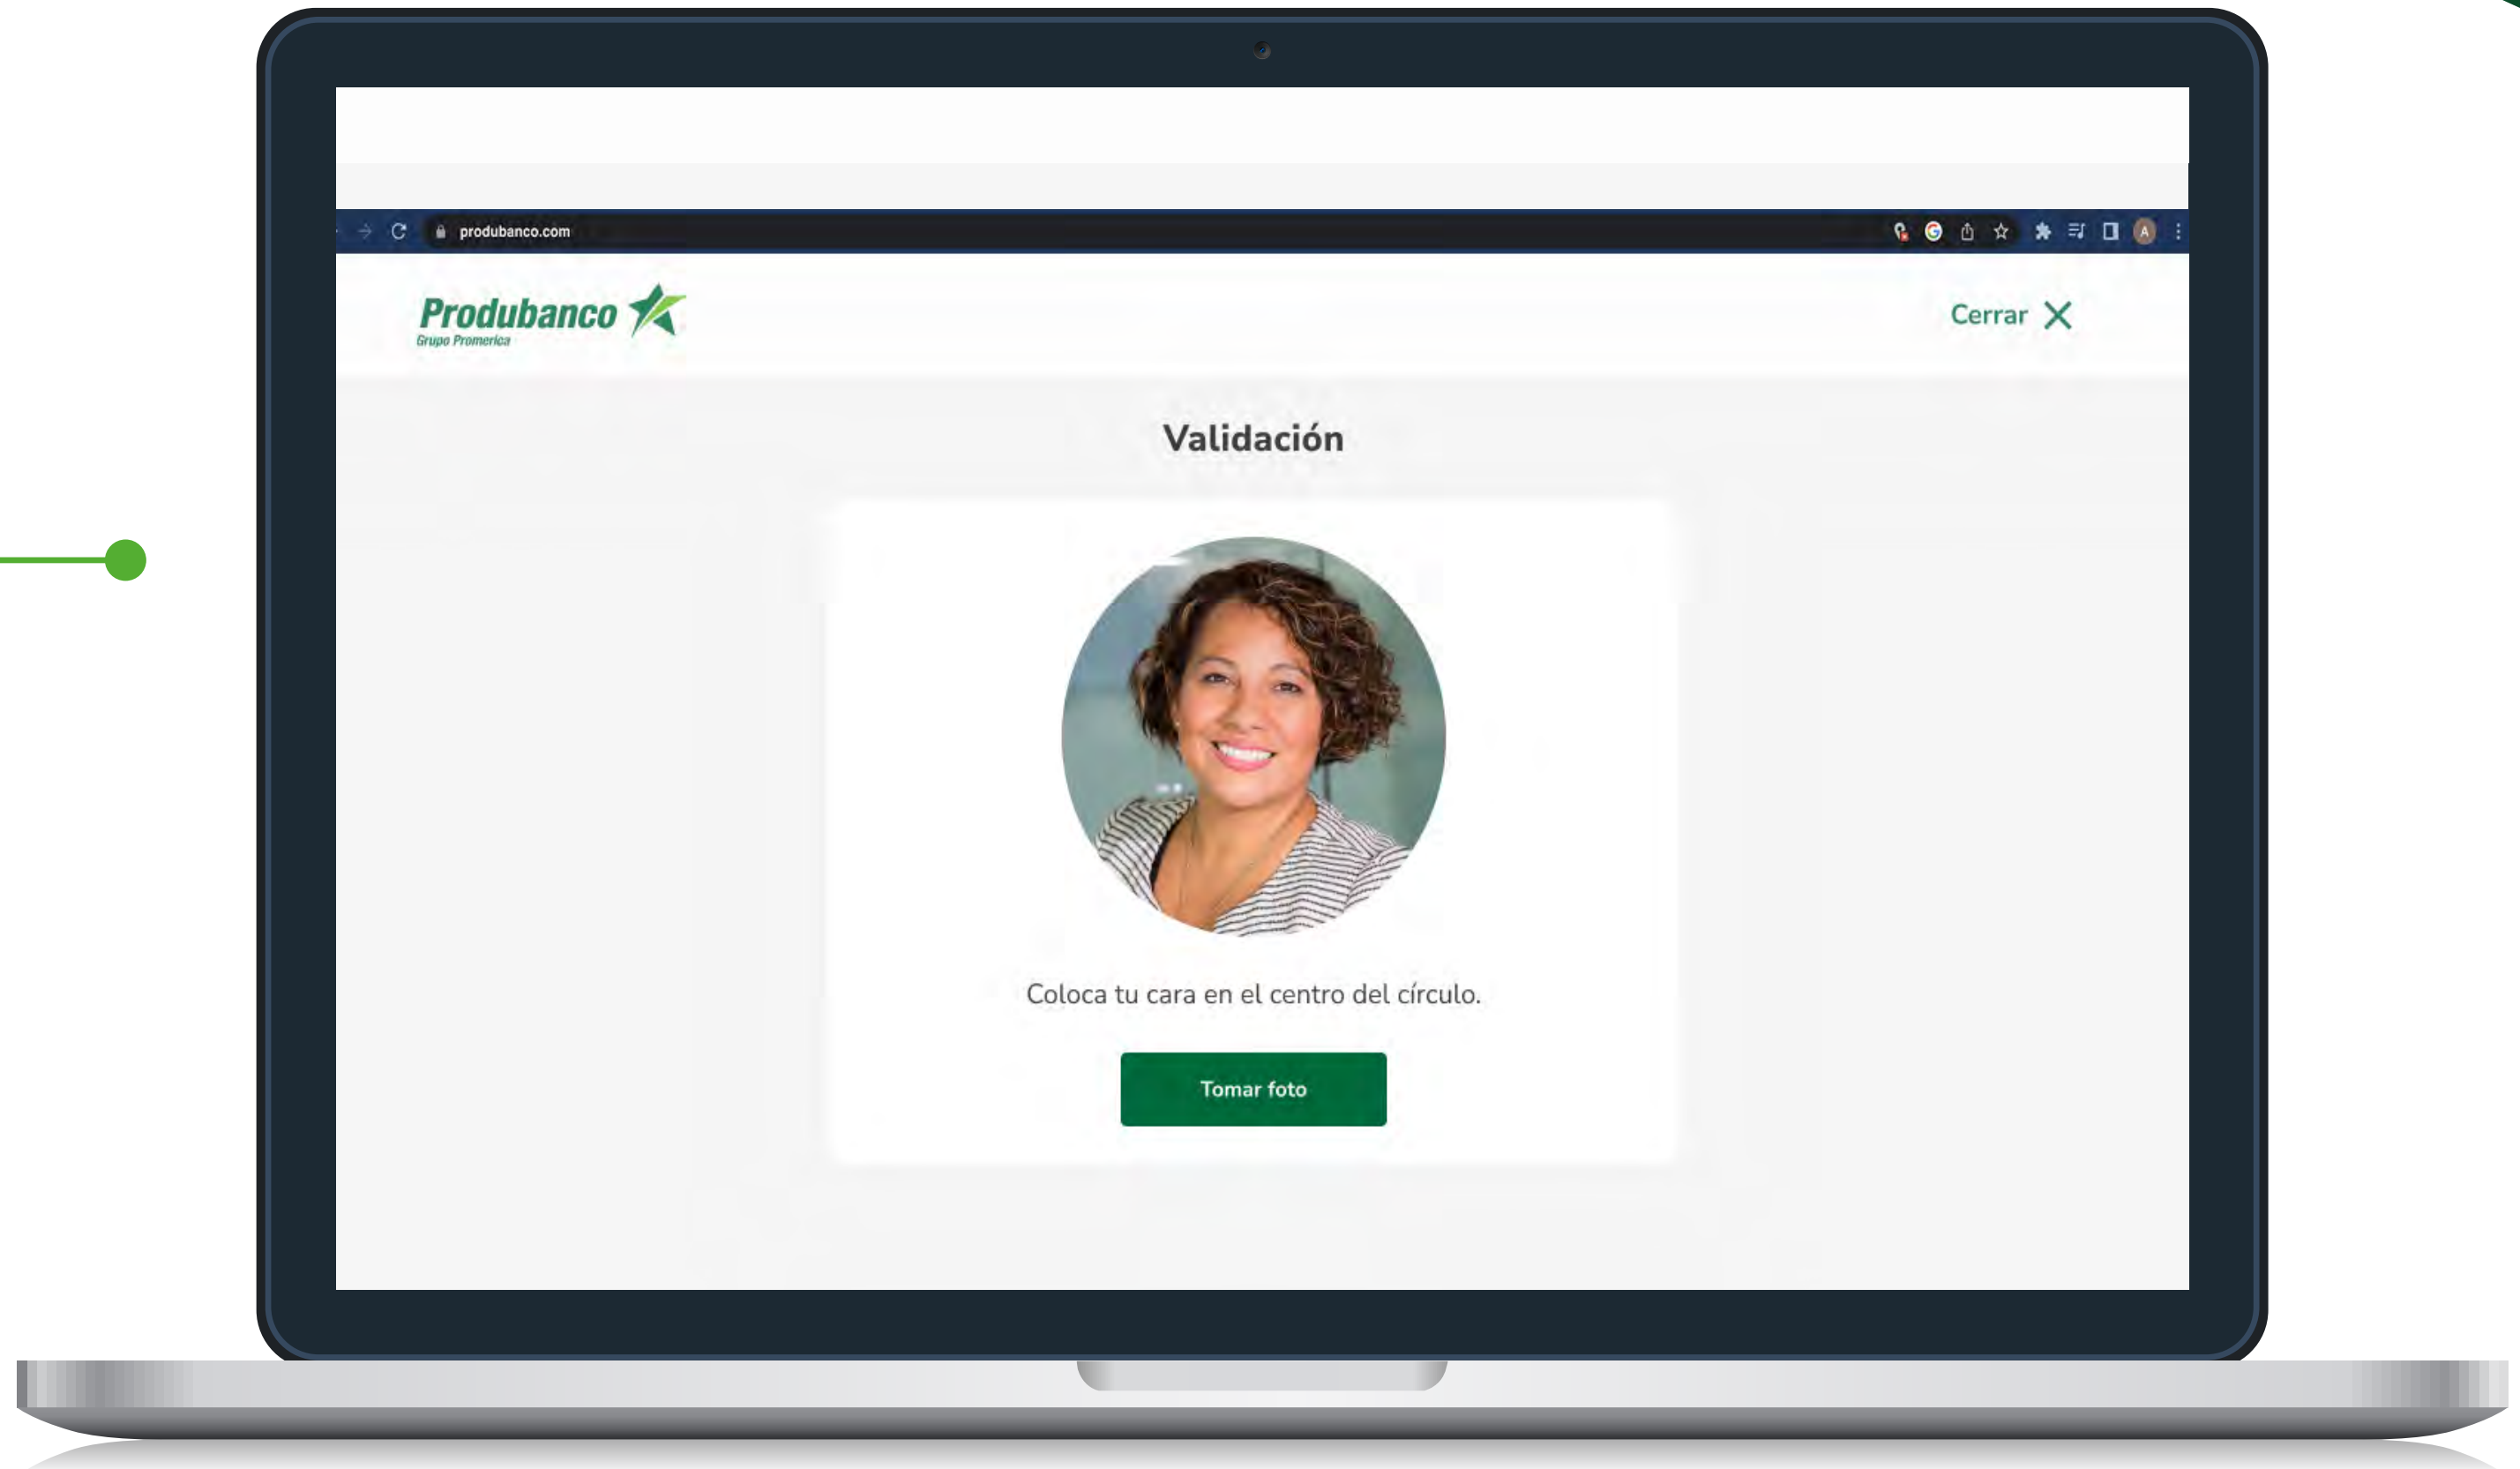 produbanco.com
A
Produbanco
Grupo Promerica
Cerrar
Validación
Coloca tu cara en el centro del círculo.
Tomar foto